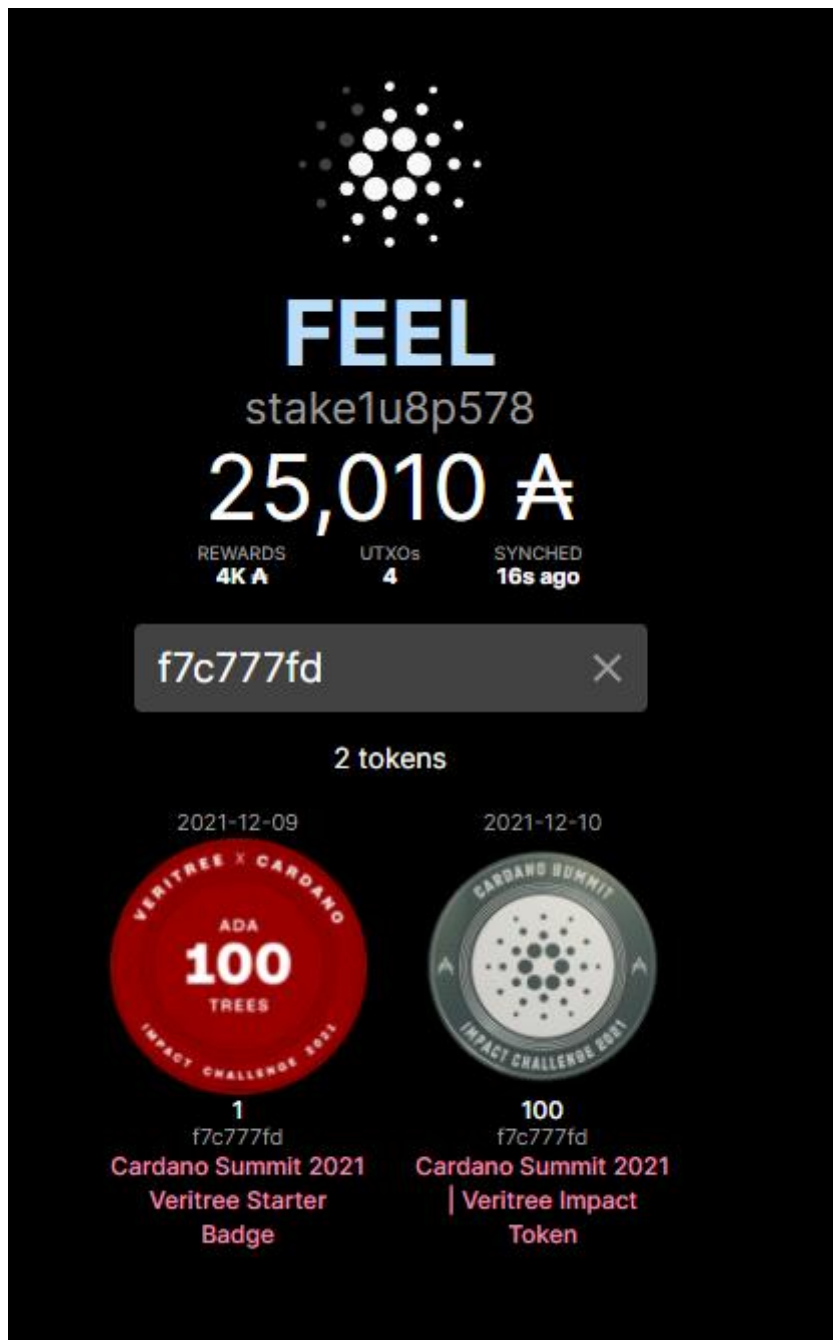 FEEL
stake1u8p578
25,010 ₳
REWARDS UTXOs SYNCHED
4K ₳ 4 16s ago
f7c777fd ×
2 tokens
2021-12-09 2021-12-10
VERITREE X CARDANO
ADA
100
TREES
IMPACT CHALLENGE 2021
CARDANO SUMMIT
IMPACT CHALLENGE 2021
1 100
f7c777fd f7c777fd
Cardano Summit 2021
Veritree Starter
Badge
Cardano Summit 2021
| Veritree Impact
Token